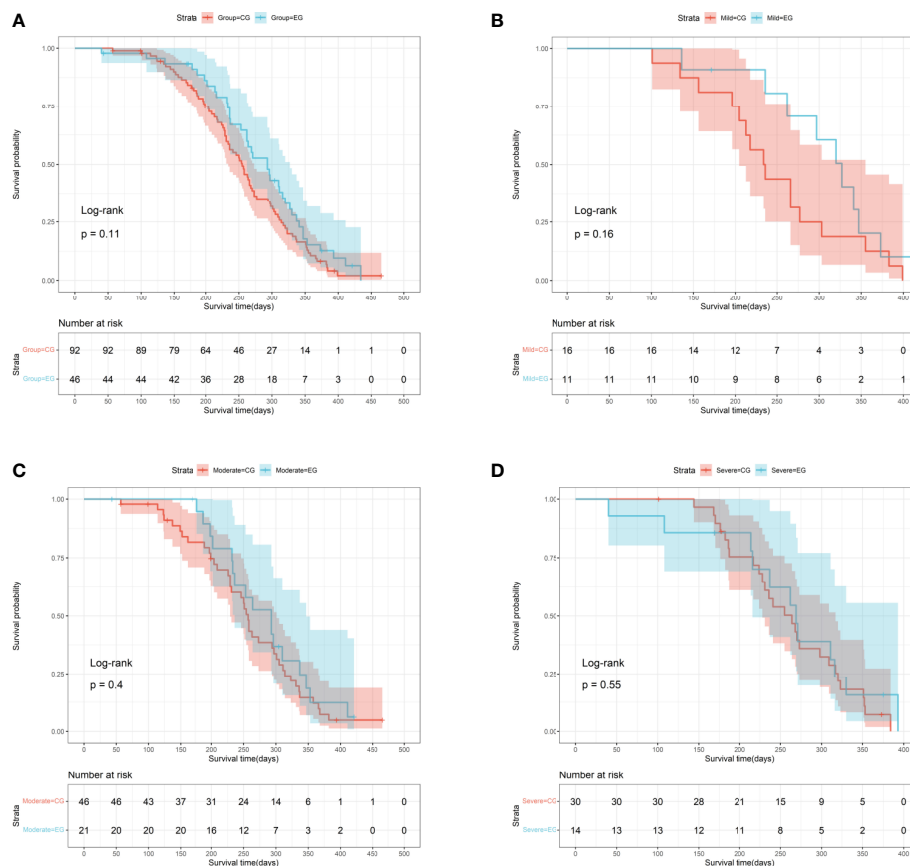 A
Strata Group=CG Group=EG
1.00
0.75
0.50
0.25
0.00
Survival probability
Log-rank
p = 0.11
0 50 100 150 200 250 300 350 400 450 500
Survival time(days)
Number at risk
Strata
Group=CG 92 92 89 79 64 46 27 14 1 1 0
Group=EG 46 44 44 42 36 28 18 7 3 0 0
0 50 100 150 200 250 300 350 400 450 500
Survival time(days)
B
Strata Mild=CG Mild=EG
1.00
0.75
0.50
0.25
0.00
Survival probability
Log-rank
p = 0.16
0 50 100 150 200 250 300 350 400
Survival time(days)
Number at risk
Strata
Mild=CG 16 16 16 14 12 7 4 3 0
Mild=EG 11 11 11 10 9 8 6 2 1
0 50 100 150 200 250 300 350 400
Survival time(days)
C
Strata Moderate=CG Moderate=EG
1.00
0.75
0.50
0.25
0.00
Survival probability
Log-rank
p = 0.4
0 50 100 150 200 250 300 350 400 450 500
Survival time(days)
Number at risk
Strata
Moderate=CG 46 46 43 37 31 24 14 6 1 1 0
Moderate=EG 21 20 20 20 16 12 7 3 2 0 0
0 50 100 150 200 250 300 350 400 450 500
Survival time(days)
D
Strata Severe=CG Severe=EG
1.00
0.75
0.50
0.25
0.00
Survival probability
Log-rank
p = 0.55
0 50 100 150 200 250 300 350 400
Survival time(days)
Number at risk
Strata
Severe=CG 30 30 30 28 21 15 9 5 0
Severe=EG 14 13 13 12 11 8 5 2 0
0 50 100 150 200 250 300 350 400
Survival time(days)